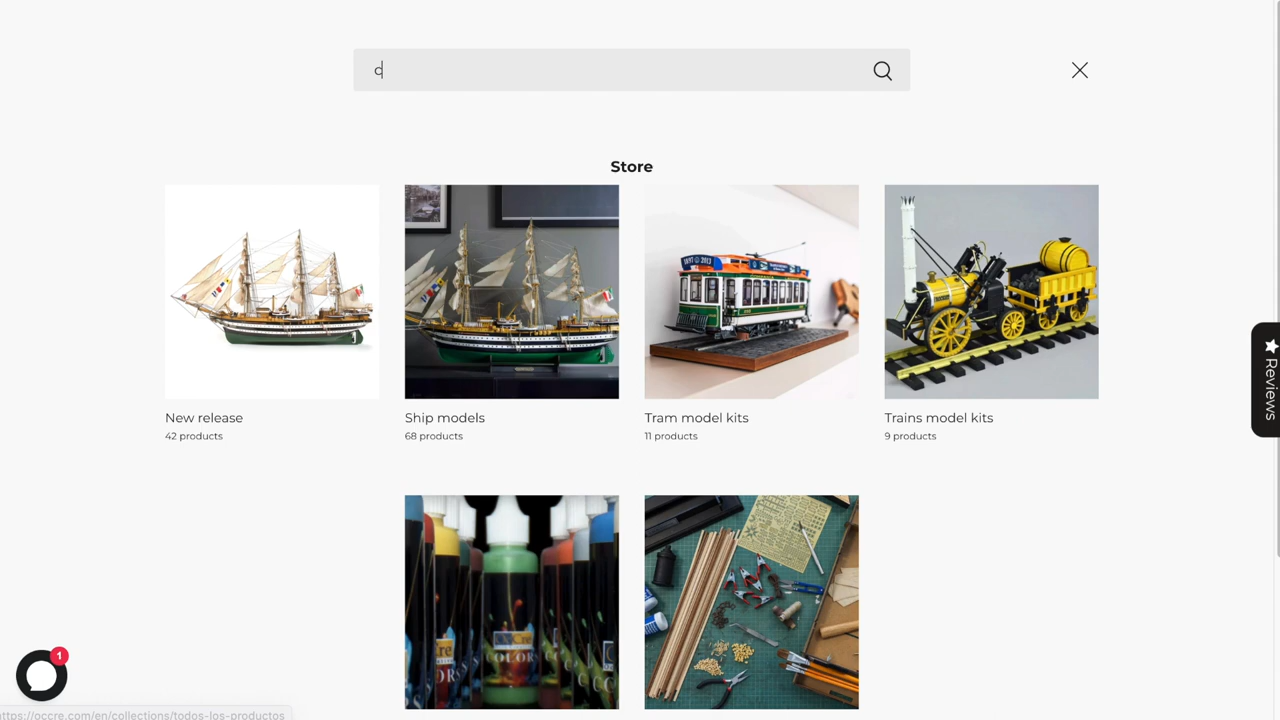 c
Store
New release
42 products
Ship models
68 products
Tram model kits
11 products
Trains model kits
9 products
Reviews
COLORS
1
https://occre.com/en/collections/todos-los-productos